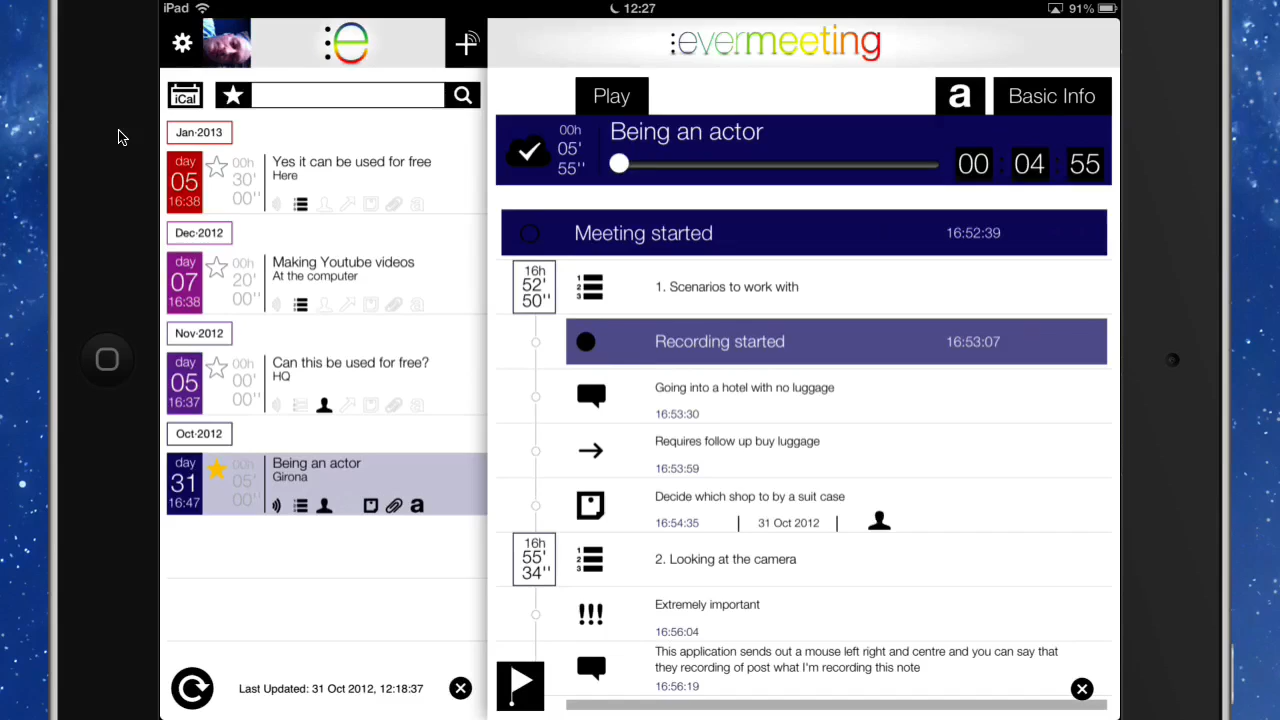 iPad
12:27
91%
:e
:evermeeting
iCal
Play
a
Basic Info
Jan·2013
day
05
16:38
00h
30'
00''
Yes it can be used for free
Here
a
Dec·2012
day
07
16:38
00h
20'
00''
Making Youtube videos
At the computer
a
Nov·2012
day
05
16:37
00h
00'
00''
Can this be used for free?
HQ
a
Oct·2012
day
31
16:47
00h
05'
00''
Being an actor
Girona
a
Last Updated: 31 Oct 2012, 12:18:37
00h
05'
55''
Being an actor
00 : 04 : 55
Meeting started 16:52:39
16h
52'
50''
1
2
3
1. Scenarios to work with
Recording started 16:53:07
Going into a hotel with no luggage
16:53:30
Requires follow up buy luggage
16:53:59
Decide which shop to by a suit case
16:54:35 | 31 Oct 2012 |
16h
55'
34''
1
2
3
2. Looking at the camera
!!!
Extremely important
16:56:04
This application sends out a mouse left right and centre and you can say that
they recording of post what I'm recording this note
16:56:19